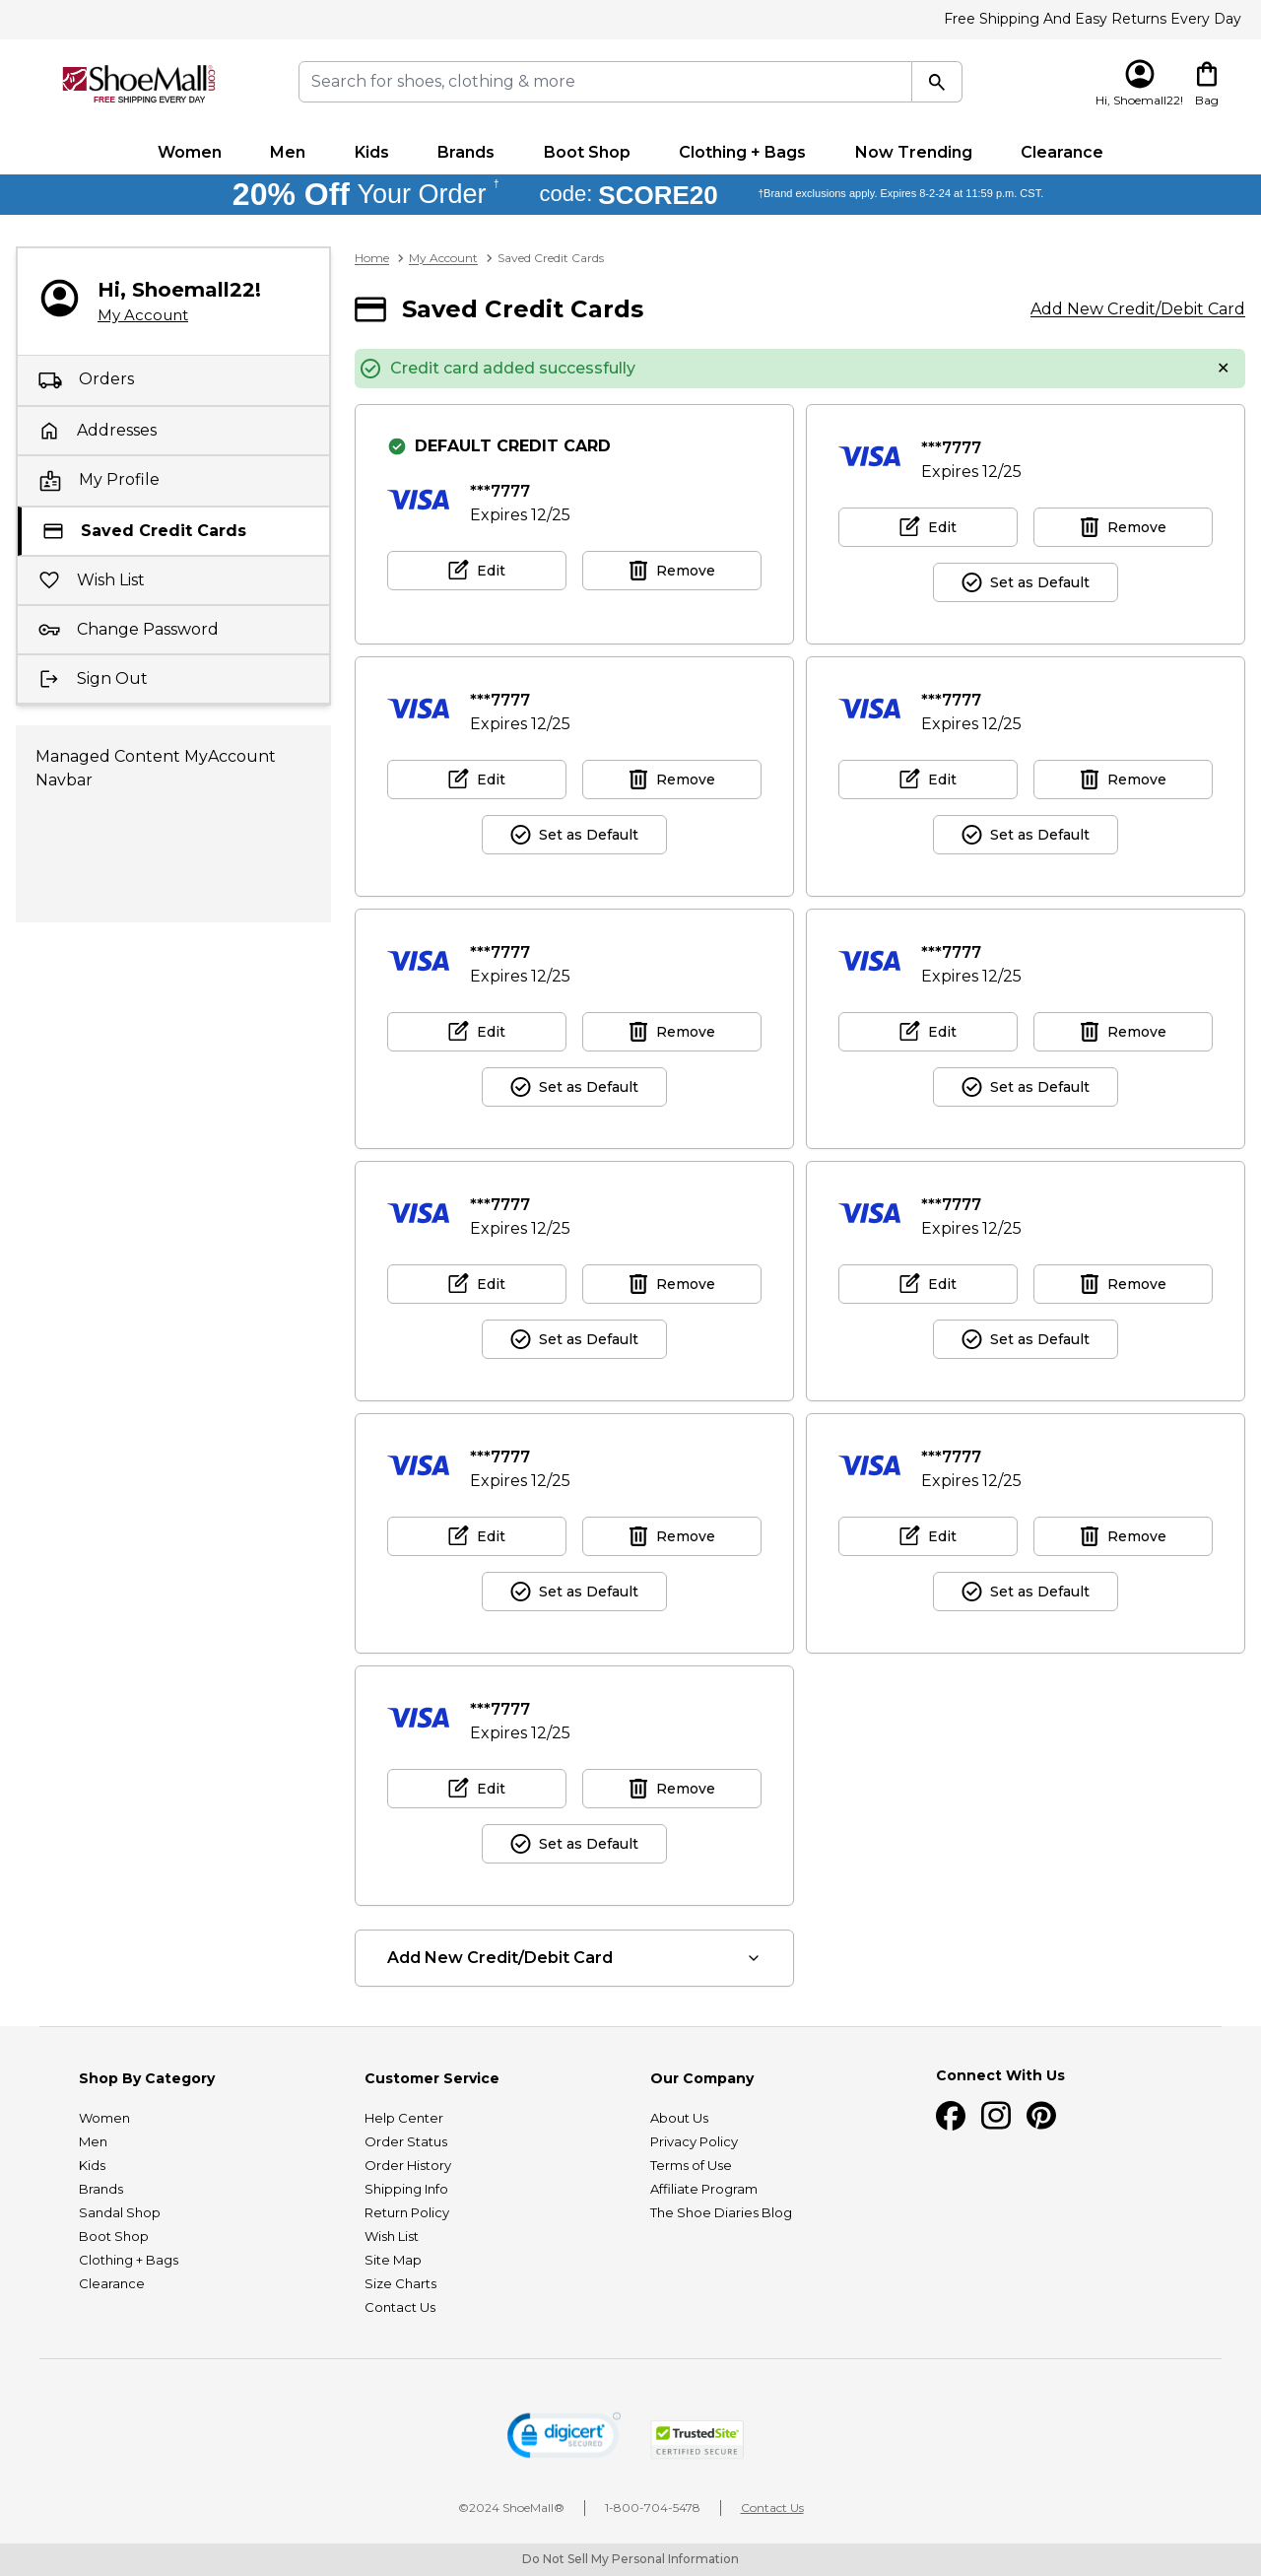 Free Shipping And Easy Returns Every Day
ShoeMall.com
FREE SHIPPING EVERY DAY
Search for shoes, clothing & more
Hi, Shoemall22!
Bag
Women
Men
Kids
Brands
Boot Shop
Clothing + Bags
Now Trending
Clearance
20% Off Your Order † code: SCORE20 †Brand exclusions apply. Expires 8-2-24 at 11:59 p.m. CST.
Hi, Shoemall22!
My Account
Orders
Addresses
My Profile
Saved Credit Cards
Wish List
Change Password
Sign Out
Managed Content MyAccount
Navbar
Home > My Account > Saved Credit Cards
Saved Credit Cards
Add New Credit/Debit Card
Credit card added successfully
DEFAULT CREDIT CARD
VISA ***7777
Expires 12/25
Edit
Remove
VISA ***7777
Expires 12/25
Edit
Remove
Set as Default
VISA ***7777
Expires 12/25
Edit
Remove
Set as Default
VISA ***7777
Expires 12/25
Edit
Remove
Set as Default
VISA ***7777
Expires 12/25
Edit
Remove
Set as Default
VISA ***7777
Expires 12/25
Edit
Remove
Set as Default
VISA ***7777
Expires 12/25
Edit
Remove
Set as Default
VISA ***7777
Expires 12/25
Edit
Remove
Set as Default
VISA ***7777
Expires 12/25
Edit
Remove
Set as Default
VISA ***7777
Expires 12/25
Edit
Remove
Set as Default
VISA ***7777
Expires 12/25
Edit
Remove
Set as Default
Add New Credit/Debit Card
Shop By Category
Women
Men
Kids
Brands
Sandal Shop
Boot Shop
Clothing + Bags
Clearance
Customer Service
Help Center
Order Status
Order History
Shipping Info
Return Policy
Wish List
Site Map
Size Charts
Contact Us
Our Company
About Us
Privacy Policy
Terms of Use
Affiliate Program
The Shoe Diaries Blog
Connect With Us
digicert
SECURED
TrustedSite
CERTIFIED SECURE
©2024 ShoeMall®
1-800-704-5478
Contact Us
Do Not Sell My Personal Information